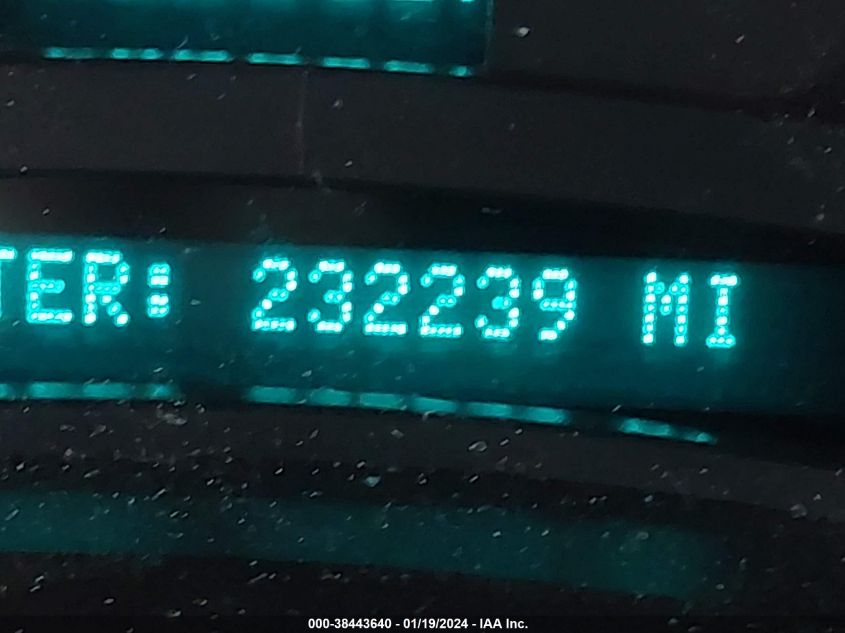 TER: 232239 MI
000-38443640 - 01/19/2024 - IAA Inc.